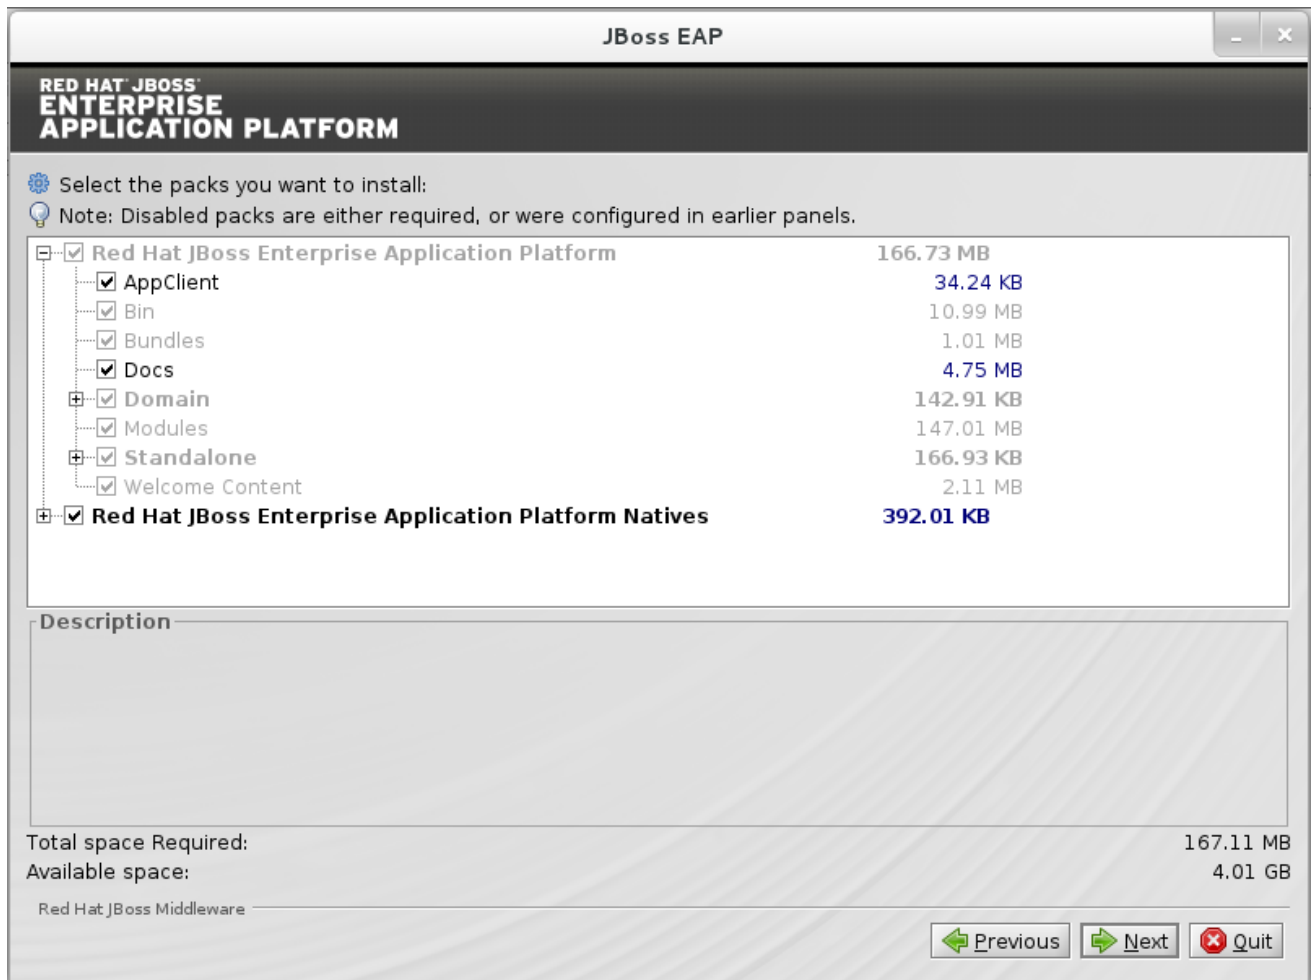 JBoss EAP
RED HAT JBOSS
ENTERPRISE
APPLICATION PLATFORM
Select the packs you want to install:
Note: Disabled packs are either required, or were configured in earlier panels.
Red Hat JBoss Enterprise Application Platform 166.73 MB
AppClient 34.24 KB
Bin 10.99 MB
Bundles 1.01 MB
Docs 4.75 MB
Domain 142.91 KB
Modules 147.01 MB
Standalone 166.93 KB
Welcome Content 2.11 MB
Red Hat JBoss Enterprise Application Platform Natives 392.01 KB
Description
Total space Required: 167.11 MB
Available space: 4.01 GB
Red Hat JBoss Middleware
Previous Next Quit